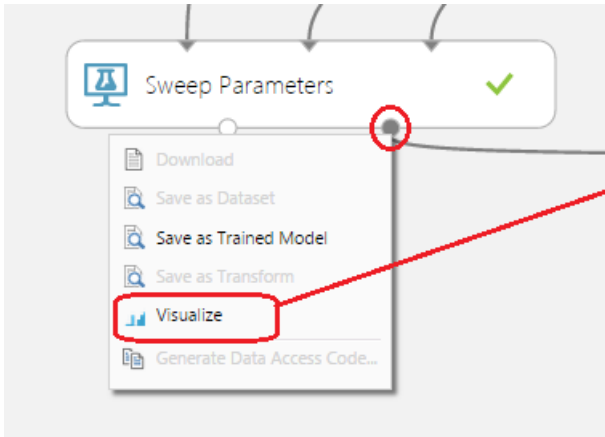 Sweep Parameters
Download
Save as Dataset
Save as Trained Model
Save as Transform
Visualize
Generate Data Access Code...